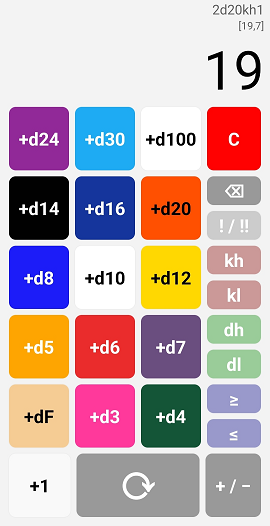 2d20kh1
[19,7]
19
+d24 +d30 +d100 C
+d14 +d16 +d20 ! / !!
+d8 +d10 +d12 kh
kl
+d5 +d6 +d7 dh
dl
+dF +d3 +d4 ≥
≤
+1 + / −